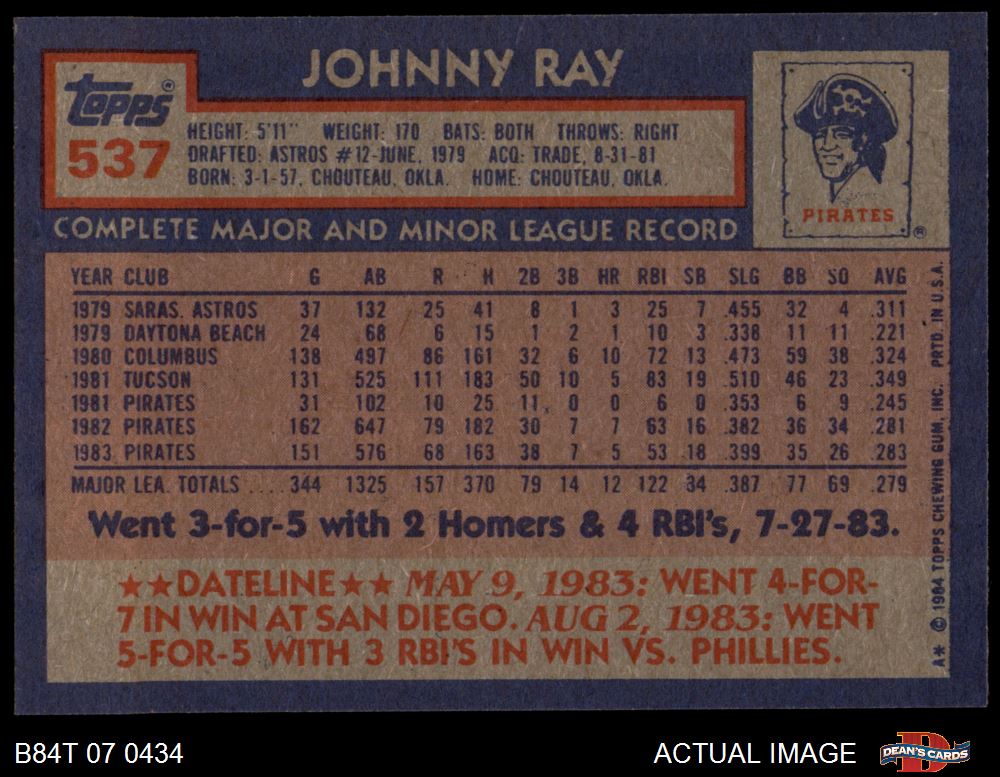 JOHNNY RAY
Topps®
537
HEIGHT: 5'11" WEIGHT: 170 BATS: BOTH THROWS: RIGHT
DRAFTED: ASTROS #12-JUNE, 1979 ACQ: TRADE, 8-31-81
BORN: 3-1-57, CHOUTEAU, OKLA. HOME: CHOUTEAU, OKLA.
PIRATES ®
COMPLETE MAJOR AND MINOR LEAGUE RECORD
YEAR CLUB G AB R H 2B 3B HR RBI SB SLG BB SO AVG
1979 SARAS. ASTROS 37 132 25 41 8 1 3 25 7 .455 32 4 .311
1979 DAYTONA BEACH 24 68 6 15 1 2 1 10 3 .338 11 11 .221
1980 COLUMBUS 138 497 86 161 32 6 10 72 13 .473 59 38 .324
1981 TUCSON 131 525 111 183 50 10 5 83 19 .510 46 23 .349
1981 PIRATES 31 102 10 25 11 0 0 6 0 .353 6 9 .245
1982 PIRATES 162 647 79 182 30 7 7 63 16 .382 36 34 .281
1983 PIRATES 151 576 68 163 38 7 5 53 18 .399 35 26 .283
MAJOR LEA. TOTALS .... 344 1325 157 370 79 14 12 122 34 .387 77 69 .279
Went 3-for-5 with 2 Homers & 4 RBI's, 7-27-83.
★★DATELINE★★ MAY 9, 1983: WENT 4-FOR-
7 IN WIN AT SAN DIEGO. AUG 2, 1983: WENT
5-FOR-5 WITH 3 RBI'S IN WIN VS. PHILLIES.
A* © 1984 TOPPS CHEWING GUM, INC. PRTD. IN U.S.A.
B84T 07 0434
ACTUAL IMAGE
DEAN'S CARDS